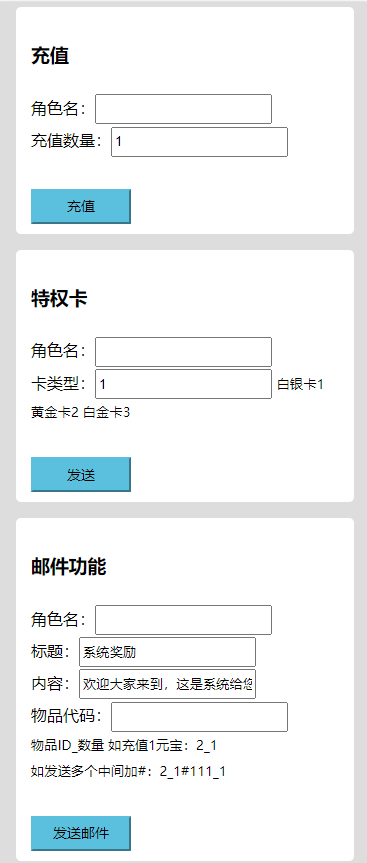 充值
角色名：
充值数量：1
充值
特权卡
角色名：
卡类型：1 白银卡1
黄金卡2 白金卡3
发送
邮件功能
角色名：
标题：系统奖励
内容：欢迎大家来到，这是系统给您
物品代码：
物品ID_数量 如充值1元宝：2_1
如发送多个中间加#：2_1#111_1
发送邮件